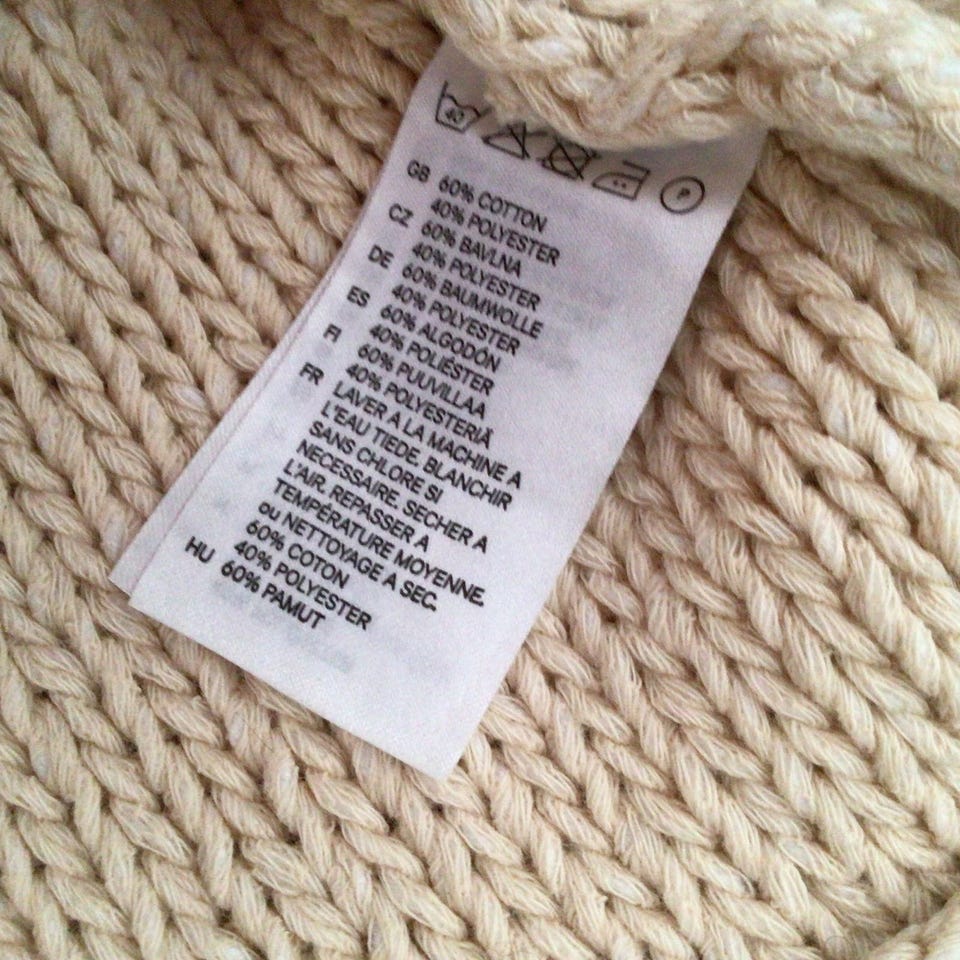 40
P
GB 60% COTTON
40% POLYESTER
CZ 60% BAVLNA
40% POLYESTER
DE 60% BAUMWOLLE
40% POLYESTER
ES 60% ALGODÓN
40% POLIÉSTER
FI 60% PUUVILLAA
40% POLYESTERIÄ
FR LAVER A LA MACHINE A
L'EAU TIEDE, BLANCHIR
SANS CHLORE SI
NECESSAIRE, SECHER A
L'AIR, REPASSER A
TEMPÉRATURE MOYENNE.
ou NETTOYAGE A SEC.
60% COTON
40% POLYESTER
HU 60% PAMUT